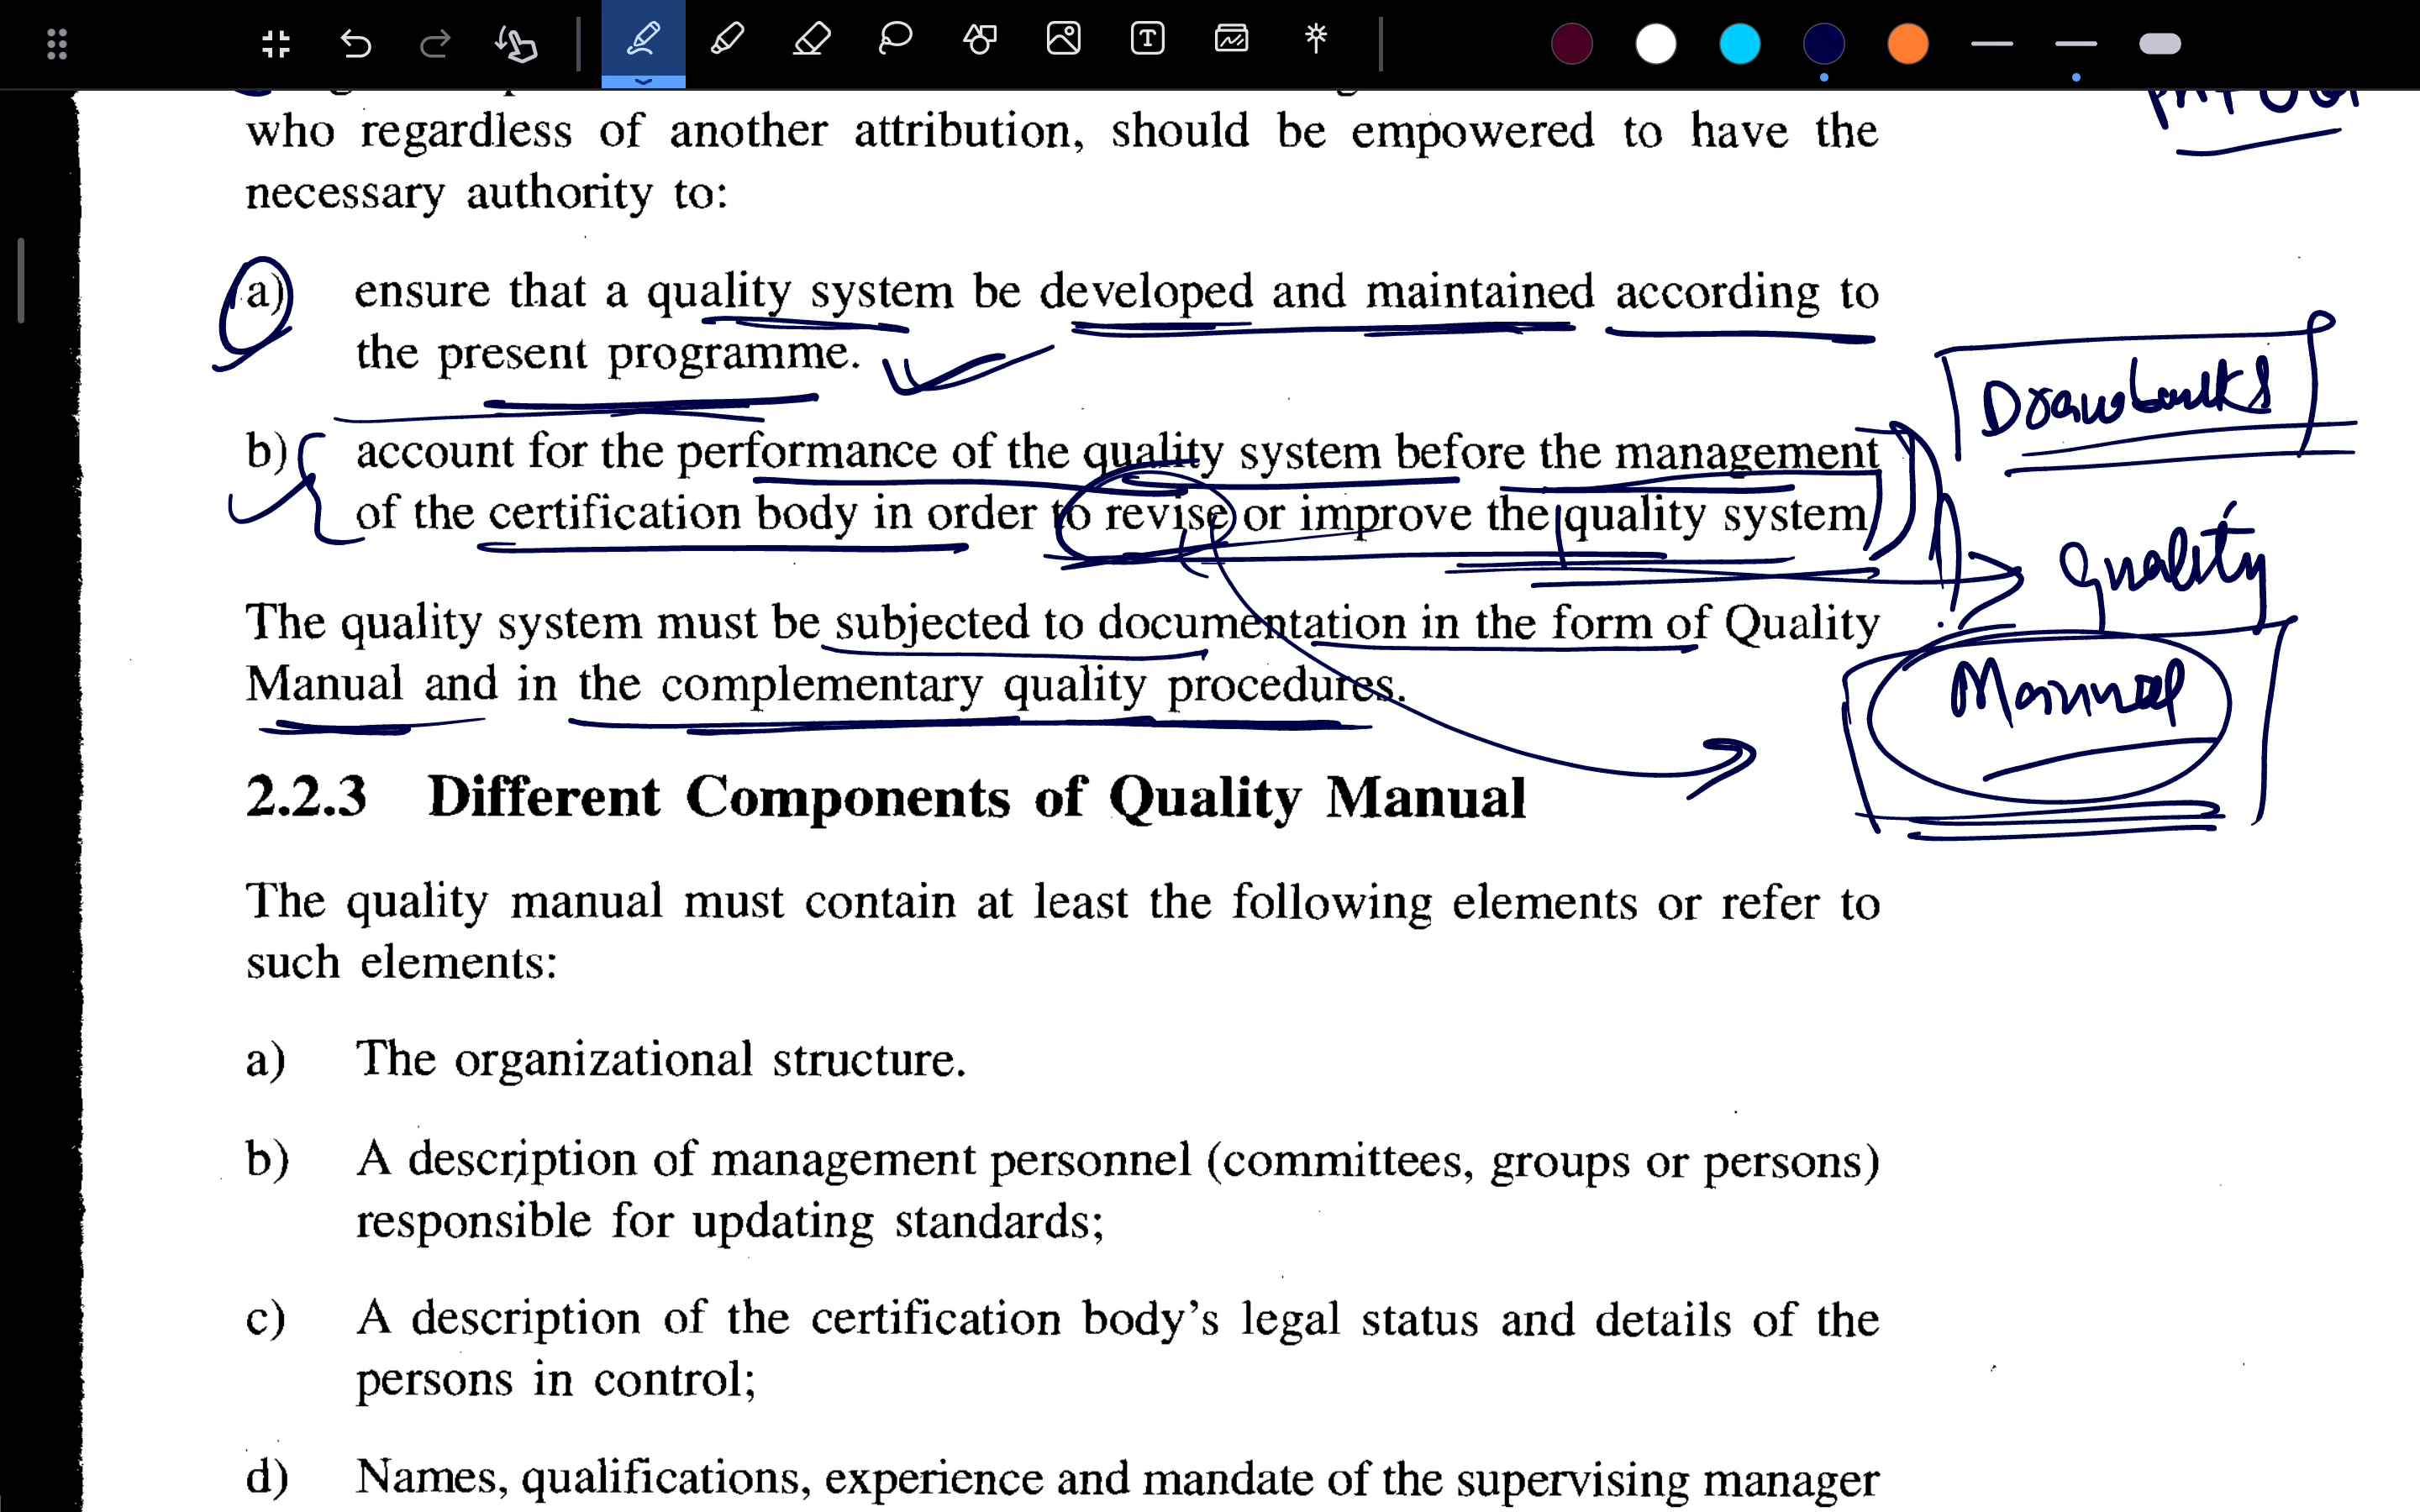 who regardless of another attribution, should be empowered to have the
necessary authority to:
a) ensure that a quality system be developed and maintained according to
the present programme.
Drawbacks
b) account for the performance of the quality system before the management
of the certification body in order to revise or improve the quality system
Quality
Manual
The quality system must be subjected to documentation in the form of Quality
Manual and in the complementary quality procedures.
2.2.3 Different Components of Quality Manual
The quality manual must contain at least the following elements or refer to
such elements:
a) The organizational structure.
b) A description of management personnel (committees, groups or persons)
responsible for updating standards;
c) A description of the certification body's legal status and details of the
persons in control;
d) Names, qualifications, experience and mandate of the supervising manager